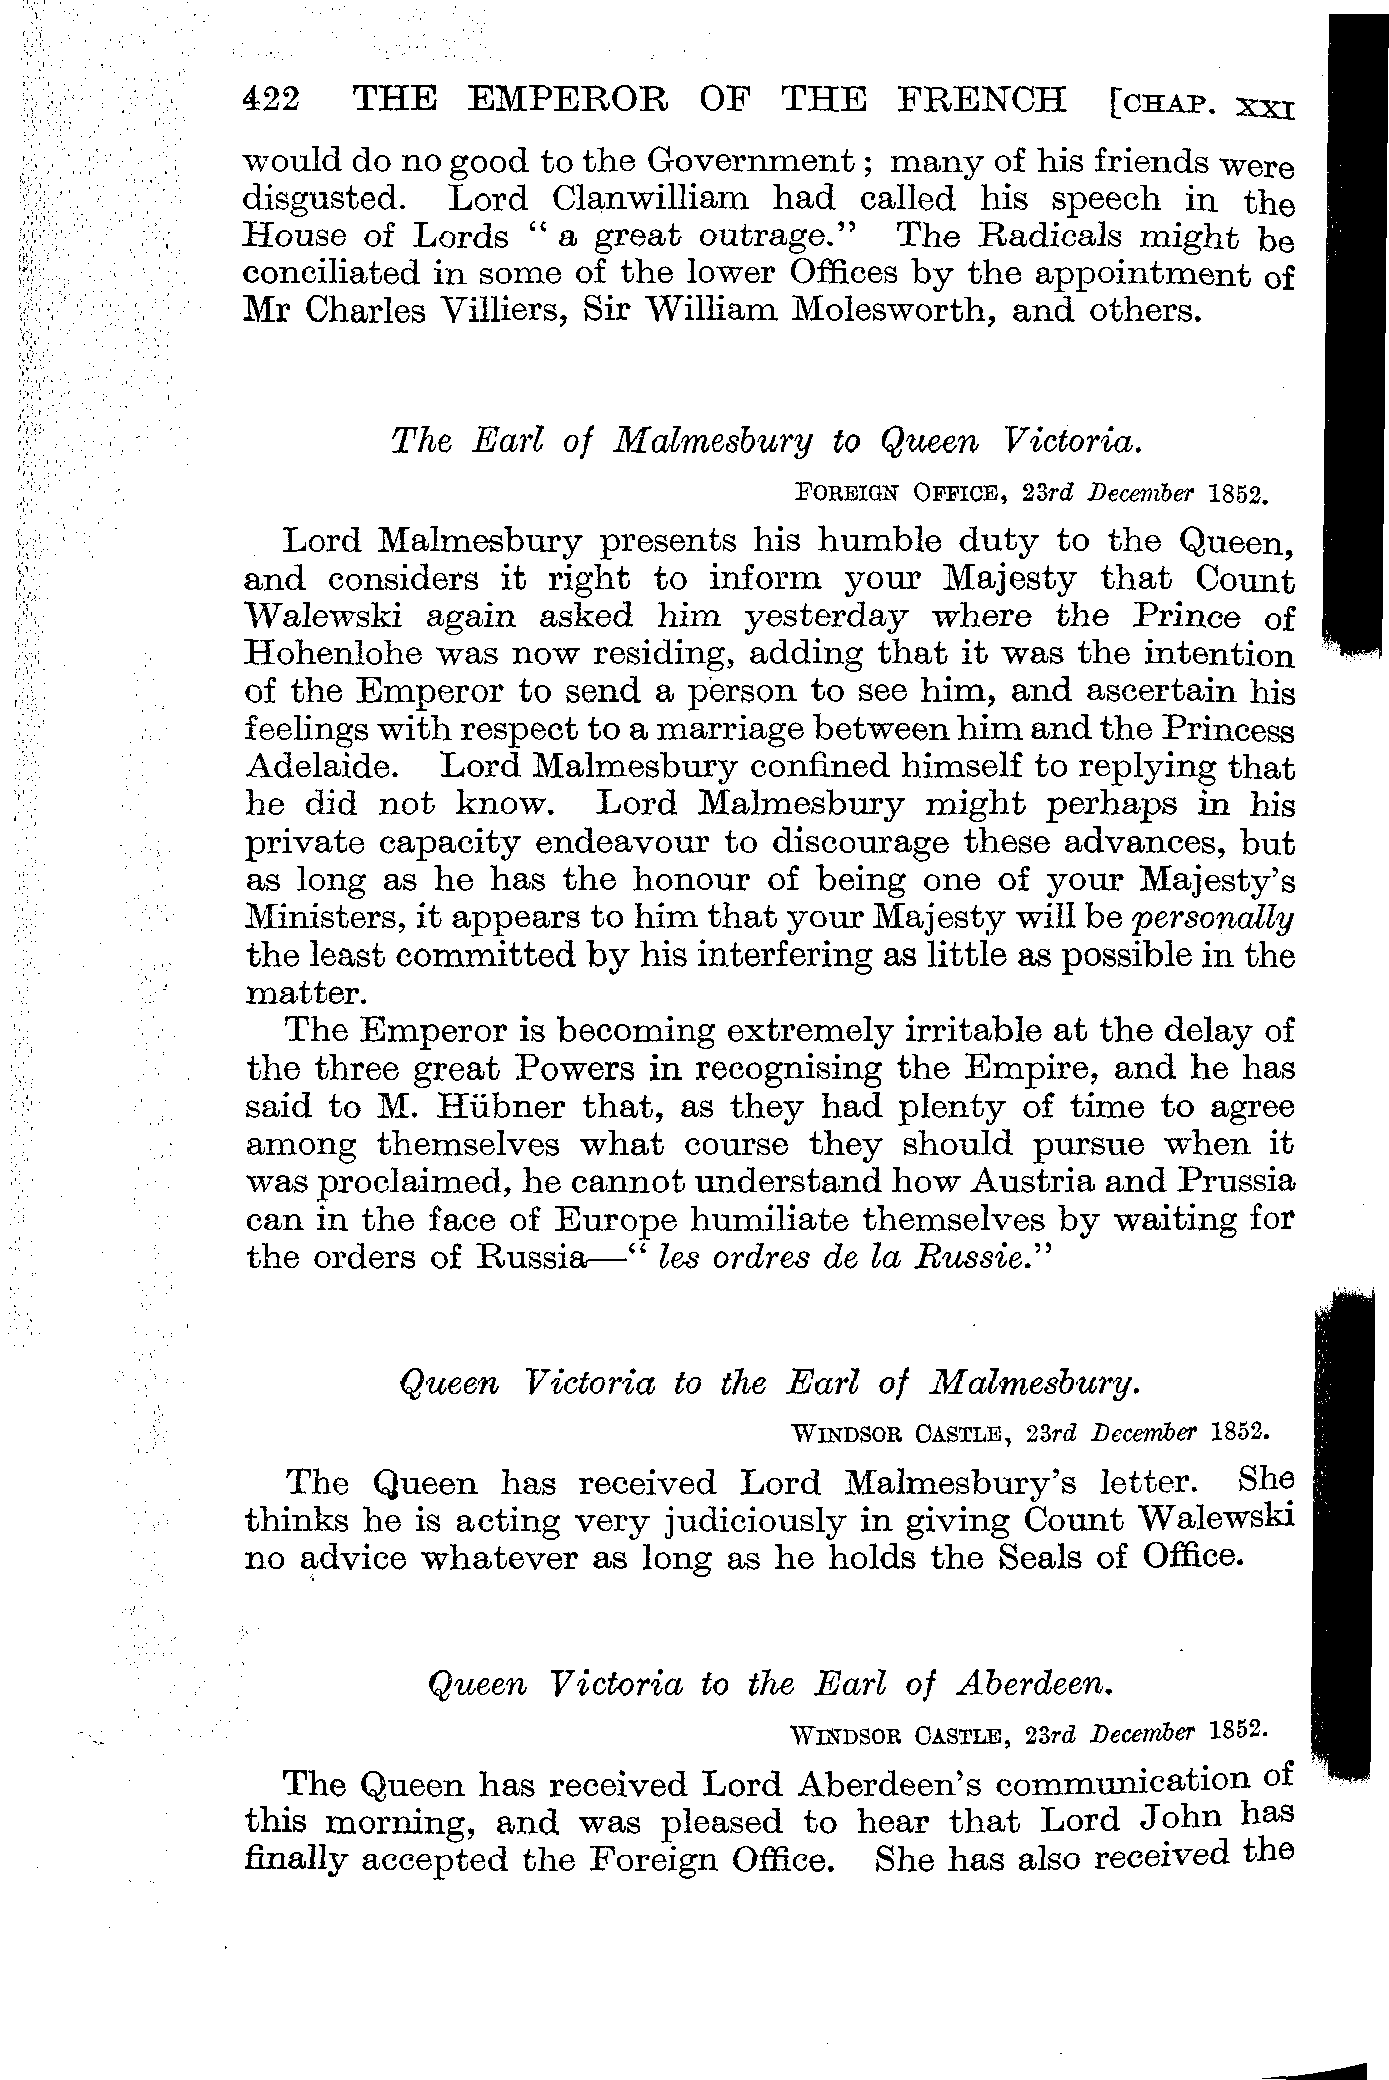 422 THE EMPEROR OF THE FRENCH [CHAP. XXI
would do no good to the Government; many of his friends were
disgusted. Lord Clanwilliam had called his speech in the
House of Lords "a great outrage." The Radicals might be
conciliated in some of the lower Offices by the appointment of
Mr Charles Villiers, Sir William Molesworth, and others.
The Earl of Malmesbury to Queen Victoria.
FOREIGN OFFICE, 23rd December 1852.
Lord Malmesbury presents his humble duty to the Queen,
and considers it right to inform your Majesty that Count
Walewski again asked him yesterday where the Prince of
Hohenlohe was now residing, adding that it was the intention
of the Emperor to send a person to see him, and ascertain his
feelings with respect to a marriage between him and the Princess
Adelaide. Lord Malmesbury confined himself to replying that
he did not know. Lord Malmesbury might perhaps in his
private capacity endeavour to discourage these advances, but
as long as he has the honour of being one of your Majesty's
Ministers, it appears to him that your Majesty will be personally
the least committed by his interfering as little as possible in the
matter.
The Emperor is becoming extremely irritable at the delay of
the three great Powers in recognising the Empire, and he has
said to M. Hübner that, as they had plenty of time to agree
among themselves what course they should pursue when it
was proclaimed, he cannot understand how Austria and Prussia
can in the face of Europe humiliate themselves by waiting for
the orders of Russia—"les ordres de la Russie."
Queen Victoria to the Earl of Malmesbury.
WINDSOR CASTLE, 23rd December 1852.
The Queen has received Lord Malmesbury's letter. She
thinks he is acting very judiciously in giving Count Walewski
no advice whatever as long as he holds the Seals of Office.
Queen Victoria to the Earl of Aberdeen.
WINDSOR CASTLE, 23rd December 1852.
The Queen has received Lord Aberdeen's communication of
this morning, and was pleased to hear that Lord John has
finally accepted the Foreign Office. She has also received the